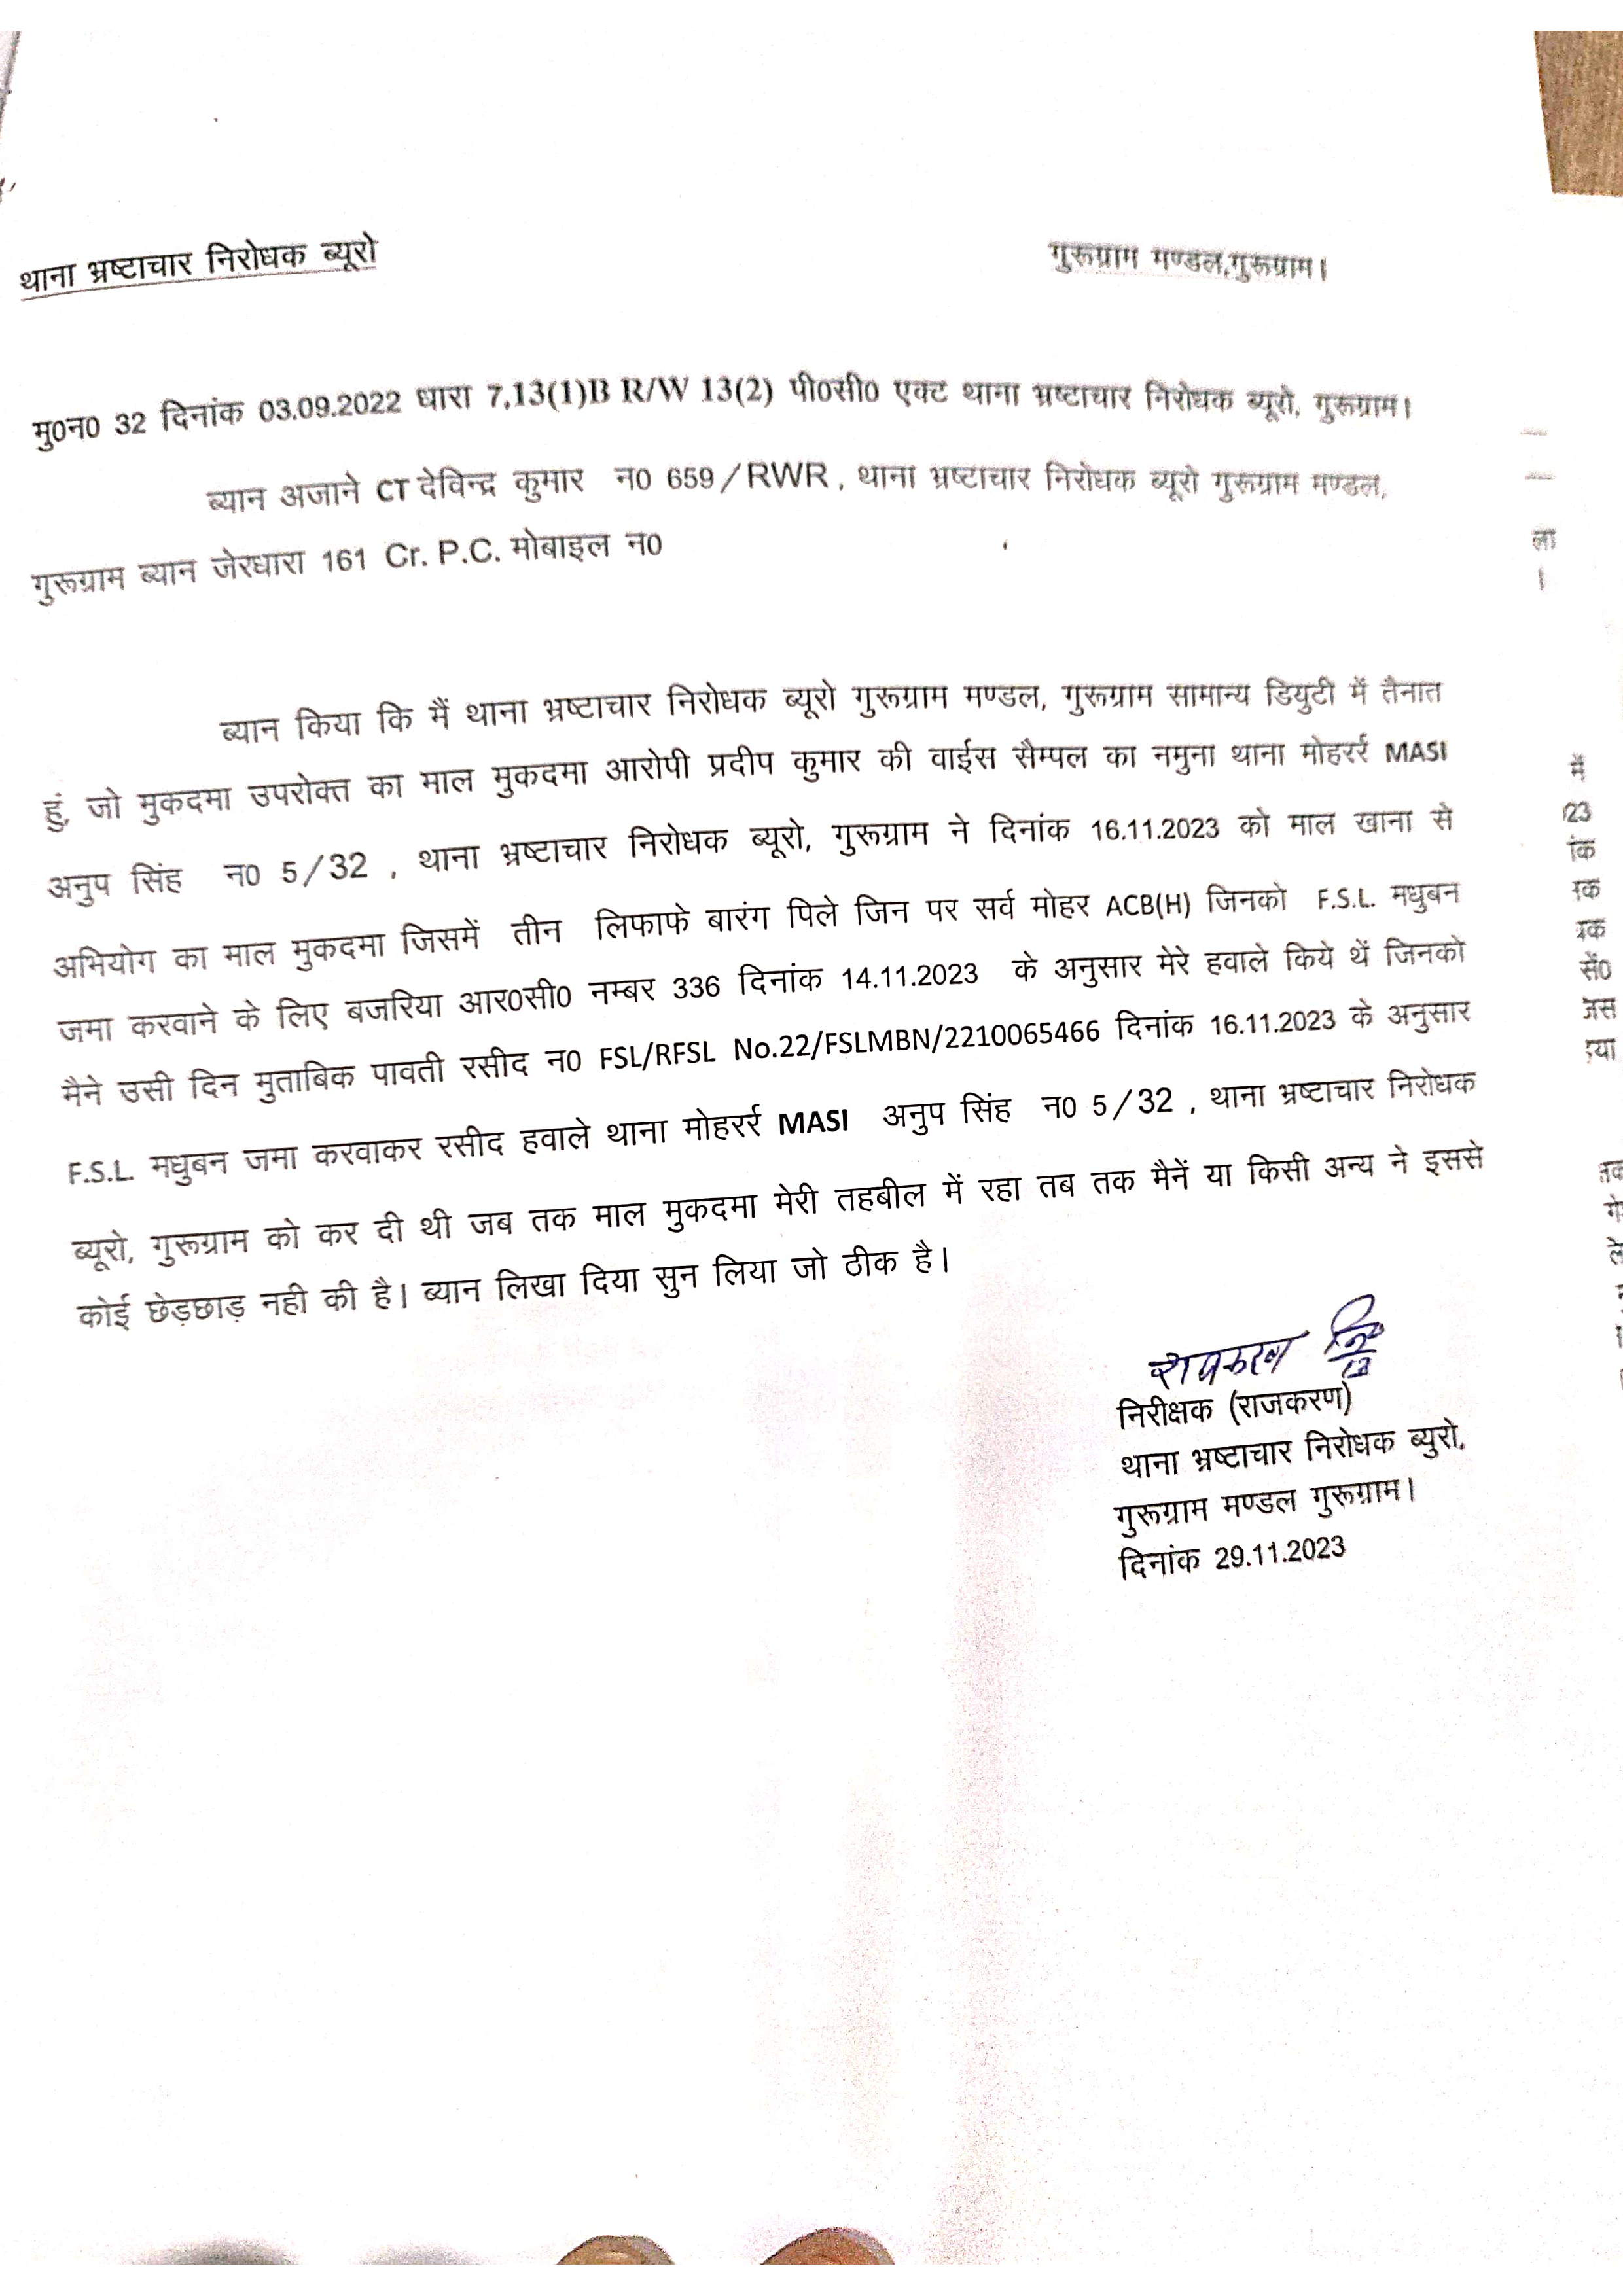 थाना भ्रष्टाचार निरोधक ब्यूरो गुरूग्राम मण्डल,गुरूग्राम।
मु0न0 32 दिनांक 03.09.2022 धारा 7,13(1)B R/W 13(2) पी0सी0 एक्ट थाना भ्रष्टाचार निरोधक ब्यूरो, गुरूग्राम।
ब्यान अजाने CT देविन्द्र कुमार न0 659/RWR, थाना भ्रष्टाचार निरोधक ब्यूरो गुरूग्राम मण्डल,
गुरूग्राम ब्यान जेरधारा 161 Cr. P.C. मोबाइल न0
ब्यान किया कि मैं थाना भ्रष्टाचार निरोधक ब्यूरो गुरूग्राम मण्डल, गुरूग्राम सामान्य डियुटी में तैनात
हुं, जो मुकदमा उपरोक्त का माल मुकदमा आरोपी प्रदीप कुमार की वाईस सैम्पल का नमुना थाना मोहरर्र MASI
अनुप सिंह न0 5/32 , थाना भ्रष्टाचार निरोधक ब्यूरो, गुरूग्राम ने दिनांक 16.11.2023 को माल खाना से
अभियोग का माल मुकदमा जिसमें तीन लिफाफे बारंग पिले जिन पर सर्व मोहर ACB(H) जिनको F.S.L. मधुबन
जमा करवाने के लिए बजरिया आर0सी0 नम्बर 336 दिनांक 14.11.2023 के अनुसार मेरे हवाले किये थें जिनको
मैने उसी दिन मुताबिक पावती रसीद न0 FSL/RFSL No.22/FSLMBN/2210065466 दिनांक 16.11.2023 के अनुसार
F.S.L. मधुबन जमा करवाकर रसीद हवाले थाना मोहरर्र MASI अनुप सिंह न0 5/32 , थाना भ्रष्टाचार निरोधक
ब्यूरो, गुरूग्राम को कर दी थी जब तक माल मुकदमा मेरी तहबील में रहा तब तक मैनें या किसी अन्य ने इससे
कोई छेड़छाड़ नही की है। ब्यान लिखा दिया सुन लिया जो ठीक है।
राजकरण
निरीक्षक (राजकरण)
थाना भ्रष्टाचार निरोधक ब्युरो,
गुरूग्राम मण्डल गुरूग्राम।
दिनांक 29.11.2023